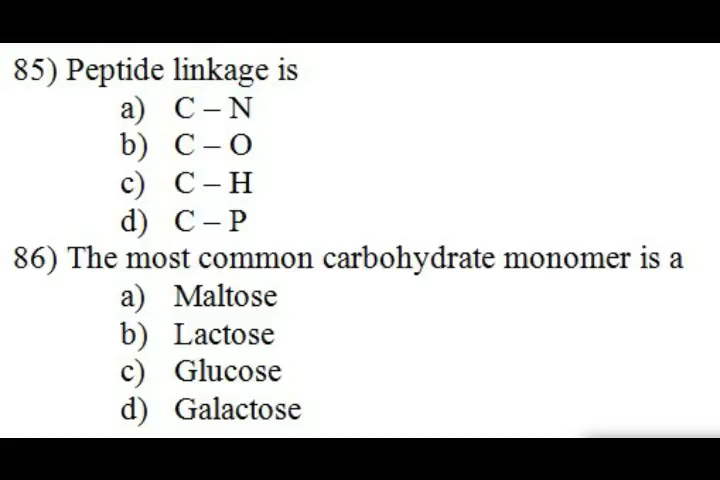 85) Peptide linkage is
a) C – N
b) C – O
c) C – H
d) C – P
86) The most common carbohydrate monomer is a
a) Maltose
b) Lactose
c) Glucose
d) Galactose